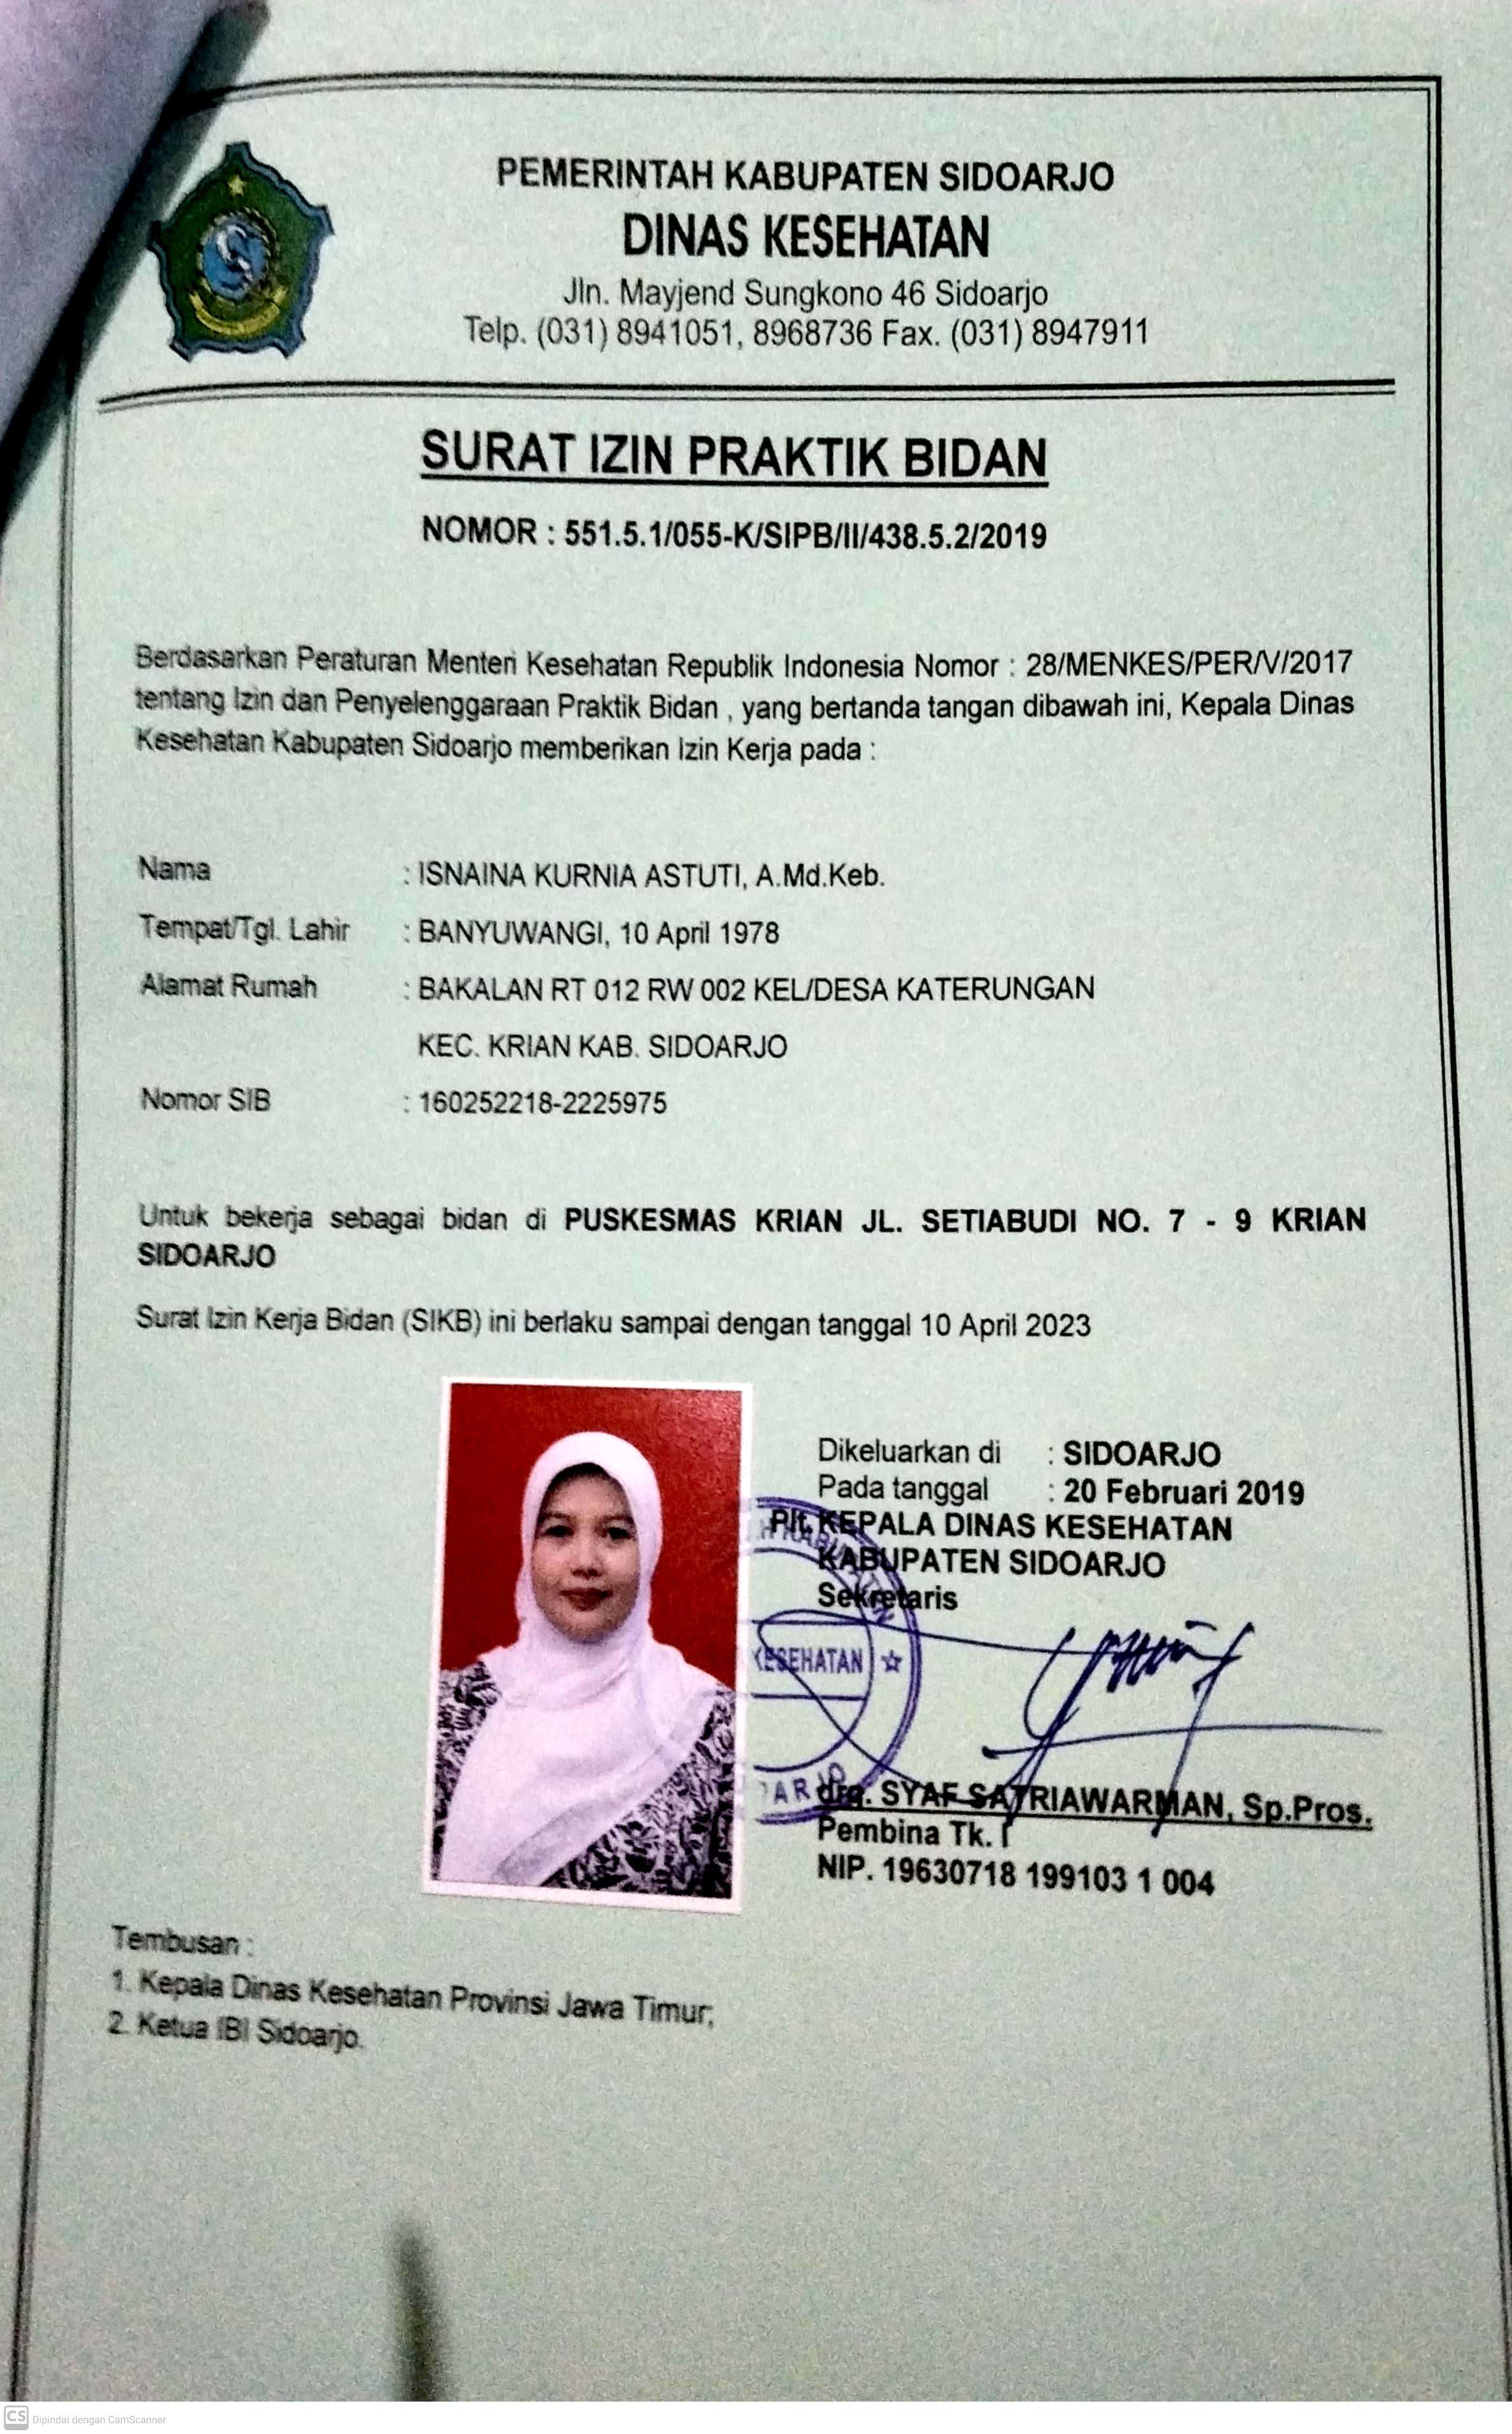 PEMERINTAH KABUPATEN SIDOARJO
DINAS KESEHATAN
Jln. Mayjend Sungkono 46 Sidoarjo
Telp. (031) 8941051, 8968736 Fax. (031) 8947911
SURAT IZIN PRAKTIK BIDAN
NOMOR : 551.5.1/055-K/SIPB/II/438.5.2/2019
Berdasarkan Peraturan Menteri Kesehatan Republik Indonesia Nomor : 28/MENKES/PER/V/2017
tentang Izin dan Penyelenggaraan Praktik Bidan , yang bertanda tangan dibawah ini, Kepala Dinas
Kesehatan Kabupaten Sidoarjo memberikan Izin Kerja pada :
Nama : ISNAINA KURNIA ASTUTI, A.Md.Keb.
Tempat/Tgl. Lahir : BANYUWANGI, 10 April 1978
Alamat Rumah : BAKALAN RT 012 RW 002 KEL/DESA KATERUNGAN
KEC. KRIAN KAB. SIDOARJO
Nomor SIB : 160252218-2225975
Untuk bekerja sebagai bidan di PUSKESMAS KRIAN JL. SETIABUDI NO. 7 - 9 KRIAN
SIDOARJO
Surat Izin Kerja Bidan (SIKB) ini berlaku sampai dengan tanggal 10 April 2023
Dikeluarkan di : SIDOARJO
Pada tanggal : 20 Februari 2019
Plt. KEPALA DINAS KESEHATAN
KABUPATEN SIDOARJO
Sekretaris
KESEHATAN
drg. SYAF SATRIAWARMAN, Sp.Pros.
Pembina Tk. I
NIP. 19630718 199103 1 004
Tembusan :
1. Kepala Dinas Kesehatan Provinsi Jawa Timur;
2. Ketua IBI Sidoarjo.
CS Dipindai dengan CamScanner